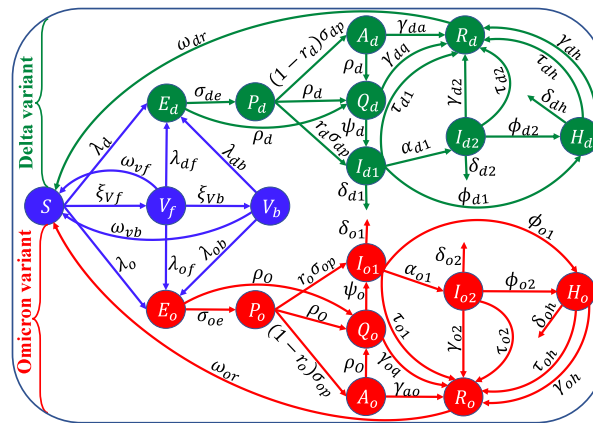 Delta variant
Omicron variant
ω_dr
(1 − r_d)σ_dp
A_d
γ_da
R_d
γ_dh
E_d
σ_de
P_d
ρ_d
ρ_d
Q_d
γ_dq
τ_d1
γ_d2
τ_d2
τ_dh
δ_dh
ρ_d
r_dσ_dp
ψ_d
I_d1
α_d1
I_d2
ϕ_d2
H_d
λ_d
ω_vf
λ_df
λ_db
δ_d1
δ_d2
ϕ_d1
S
ξ_Vf
V_f
ξ_Vb
V_b
ω_vb
λ_o
λ_of
λ_ob
δ_o1
ϕ_o1
I_o1
α_o1
δ_o2
I_o2
ϕ_o2
H_o
r_oσ_op
ρ_O
ρ_O
ψ_o
τ_o1
γ_o2
τ_o2
δ_oh
E_o
σ_oe
P_o
Q_o
γ_oq
τ_oh
γ_oh
(1 − r_o)σ_op
ρ_O
ω_or
A_o
γ_ao
R_o